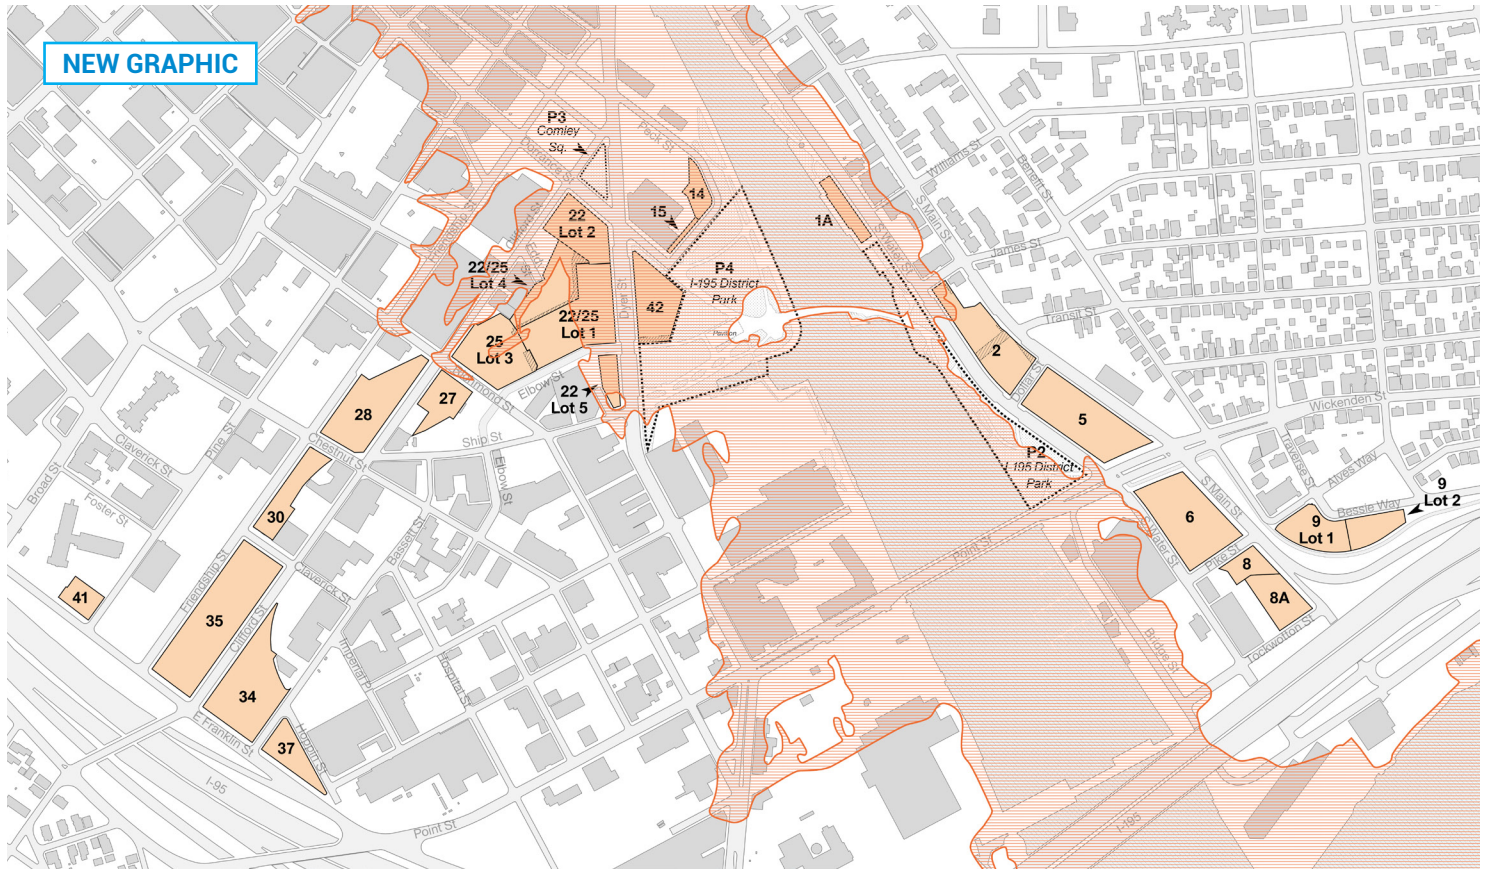 NEW GRAPHIC
P3
Comley
Sq.
Peck St
Dorrance St
Friendship St
Clifford St
Eddy St
14
15
22
Lot 2
22/25
Lot 4
P4
I-195 District
Park
Pavilion
1A
S Water St
S Main St
Williams St
Benefit St
James St
Transit St
Dyer St
42
22/25
Lot 1
25
Lot 3
22
Lot 5
Elbow St
Richmond St
2
Dollar St
5
Wickenden St
28
27
Ship St
Chestnut St
Pine St
Claverick St
Broad St
Foster St
Elbow St
P2
I-195 District
Park
Traverse St
Alves Way
Bessie Way
9
Lot 2
9
Lot 1
30
Bassett St
Claverick St
Friendship St
6
S Main St
S Water St
Pike St
8
8A
Tockwotton St
Point St
Bridge St
41
35
Clifford St
34
Imperial Pl
Hospital St
E Franklin St
37
Hoppin St
I-95
Point St
I-195